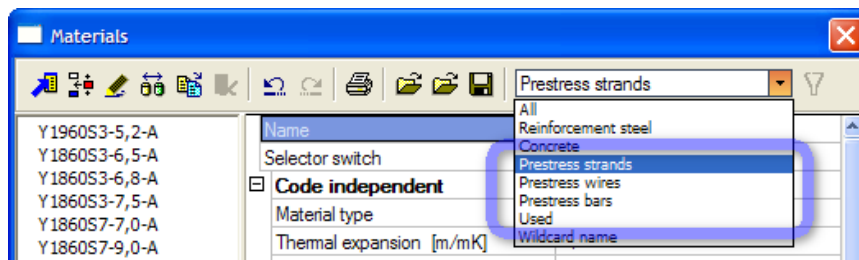 Materials
Prestress strands
All
Reinforcement steel
Concrete
Prestress strands
Prestress wires
Prestress bars
Used
Wildcard name
Y1960S3-5,2-A
Y1860S3-6,5-A
Y1860S3-6,8-A
Y1860S3-7,5-A
Y1860S7-7,0-A
Y1860S7-9,0-A
Name
Selector switch
Code independent
Material type
Thermal expansion [m/mK]